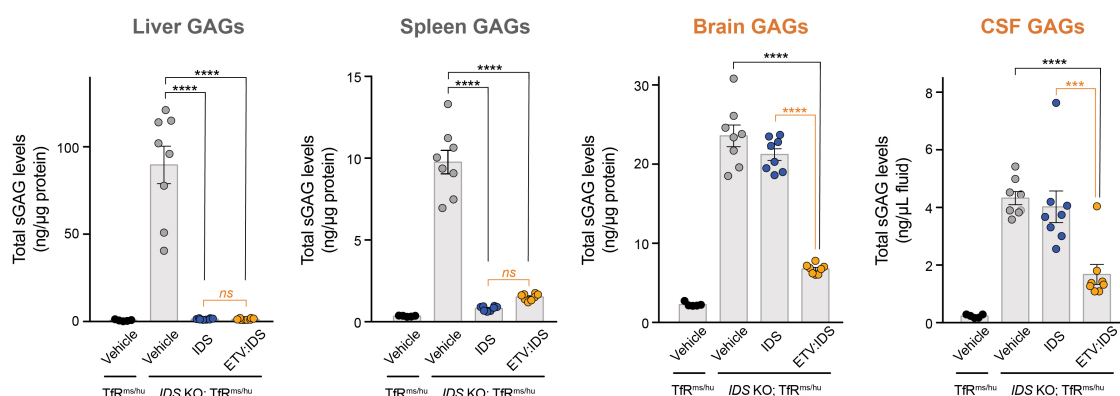 Liver GAGs
Total sGAG levels
(ng/µg protein)
100
50
0
****
****
ns
Vehicle
Vehicle
IDS
ETV:IDS
TfRms/hu
IDS KO; TfRms/hu
Spleen GAGs
Total sGAG levels
(ng/µg protein)
15
10
5
0
****
****
ns
Vehicle
Vehicle
IDS
ETV:IDS
TfRms/hu
IDS KO; TfRms/hu
Brain GAGs
Total sGAG levels
(ng/µg protein)
30
20
10
0
****
****
Vehicle
Vehicle
IDS
ETV:IDS
TfRms/hu
IDS KO; TfRms/hu
CSF GAGs
Total sGAG levels
(ng/µL fluid)
8
6
4
2
0
****
***
Vehicle
Vehicle
IDS
ETV:IDS
TfRms/hu
IDS KO; TfRms/hu